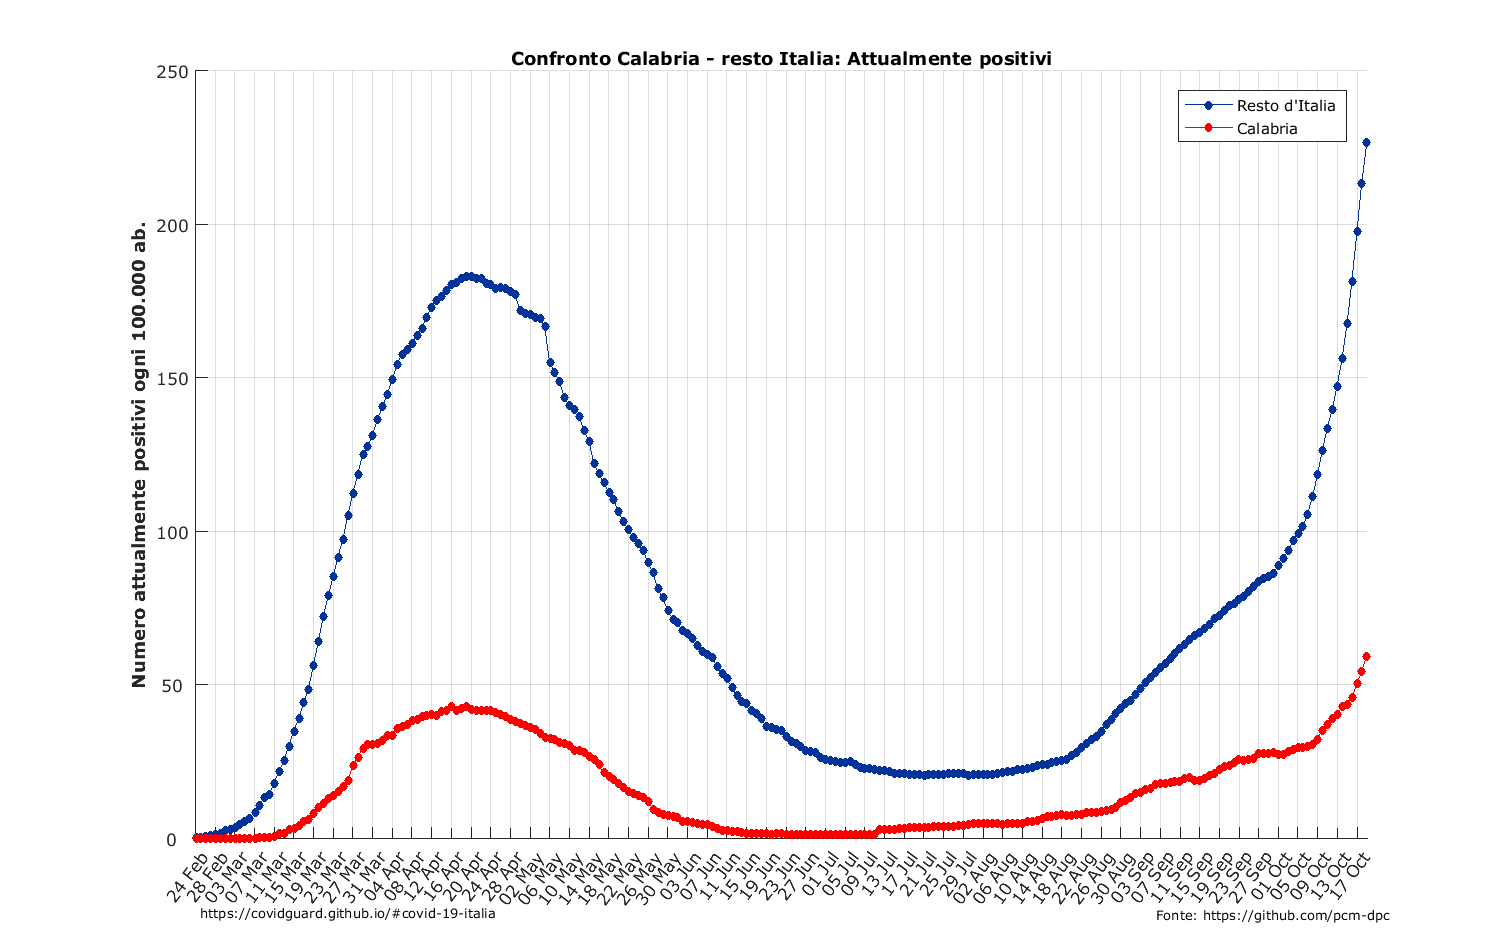 Confronto Calabria - resto Italia: Attualmente positivi
250
200
150
100
50
0
Numero attualmente positivi ogni 100.000 ab.
Resto d'Italia
Calabria
24 Feb
28 Feb
03 Mar
07 Mar
11 Mar
15 Mar
19 Mar
23 Mar
27 Mar
31 Mar
04 Apr
08 Apr
12 Apr
16 Apr
20 Apr
24 Apr
28 Apr
02 May
06 May
10 May
14 May
18 May
22 May
26 May
30 May
03 Jun
07 Jun
11 Jun
15 Jun
19 Jun
23 Jun
27 Jun
01 Jul
05 Jul
09 Jul
13 Jul
17 Jul
21 Jul
25 Jul
29 Jul
02 Aug
06 Aug
10 Aug
14 Aug
18 Aug
22 Aug
26 Aug
30 Aug
03 Sep
07 Sep
11 Sep
15 Sep
19 Sep
23 Sep
27 Sep
01 Oct
05 Oct
09 Oct
13 Oct
17 Oct
https://covidguard.github.io/#covid-19-italia
Fonte: https://github.com/pcm-dpc